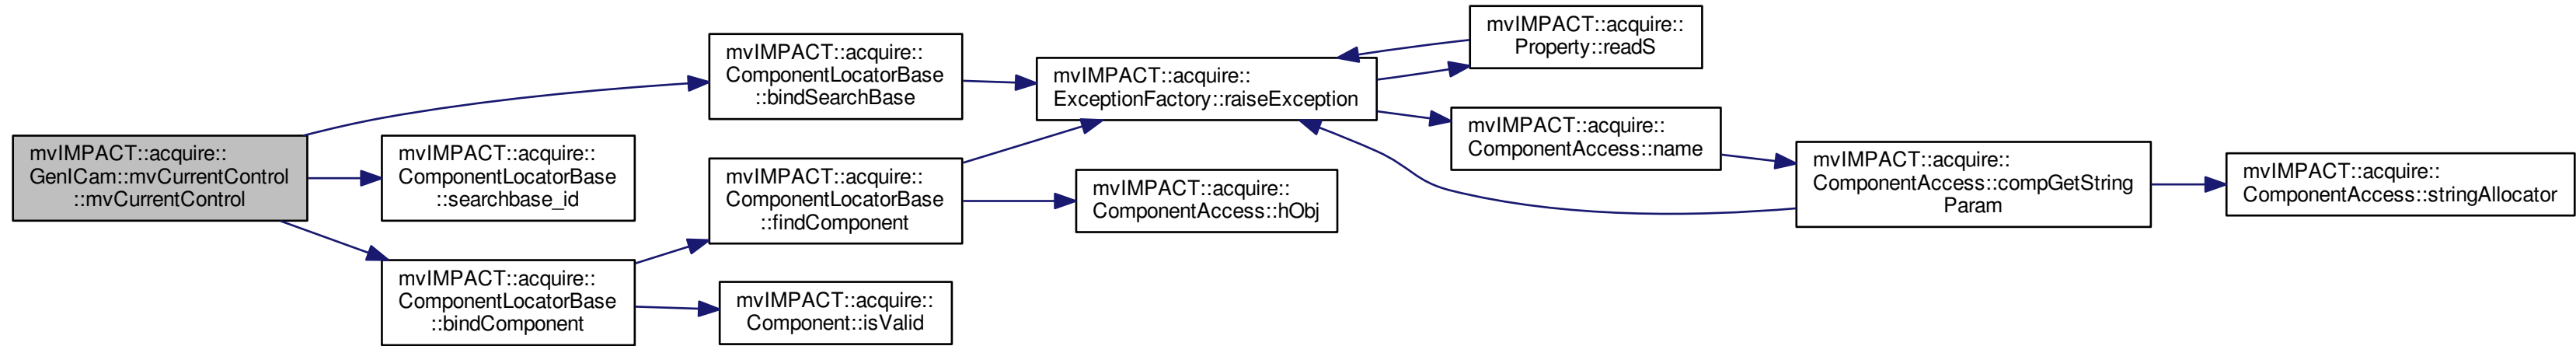 mvIMPACT::acquire::
GenICam::mvCurrentControl
::mvCurrentControl
mvIMPACT::acquire::
ComponentLocatorBase
::bindSearchBase
mvIMPACT::acquire::
ComponentLocatorBase
::searchbase_id
mvIMPACT::acquire::
ComponentLocatorBase
::bindComponent
mvIMPACT::acquire::
ComponentLocatorBase
::findComponent
mvIMPACT::acquire::
Component::isValid
mvIMPACT::acquire::
ExceptionFactory::raiseException
mvIMPACT::acquire::
ComponentAccess::hObj
mvIMPACT::acquire::
Property::readS
mvIMPACT::acquire::
ComponentAccess::name
mvIMPACT::acquire::
ComponentAccess::compGetString
Param
mvIMPACT::acquire::
ComponentAccess::stringAllocator